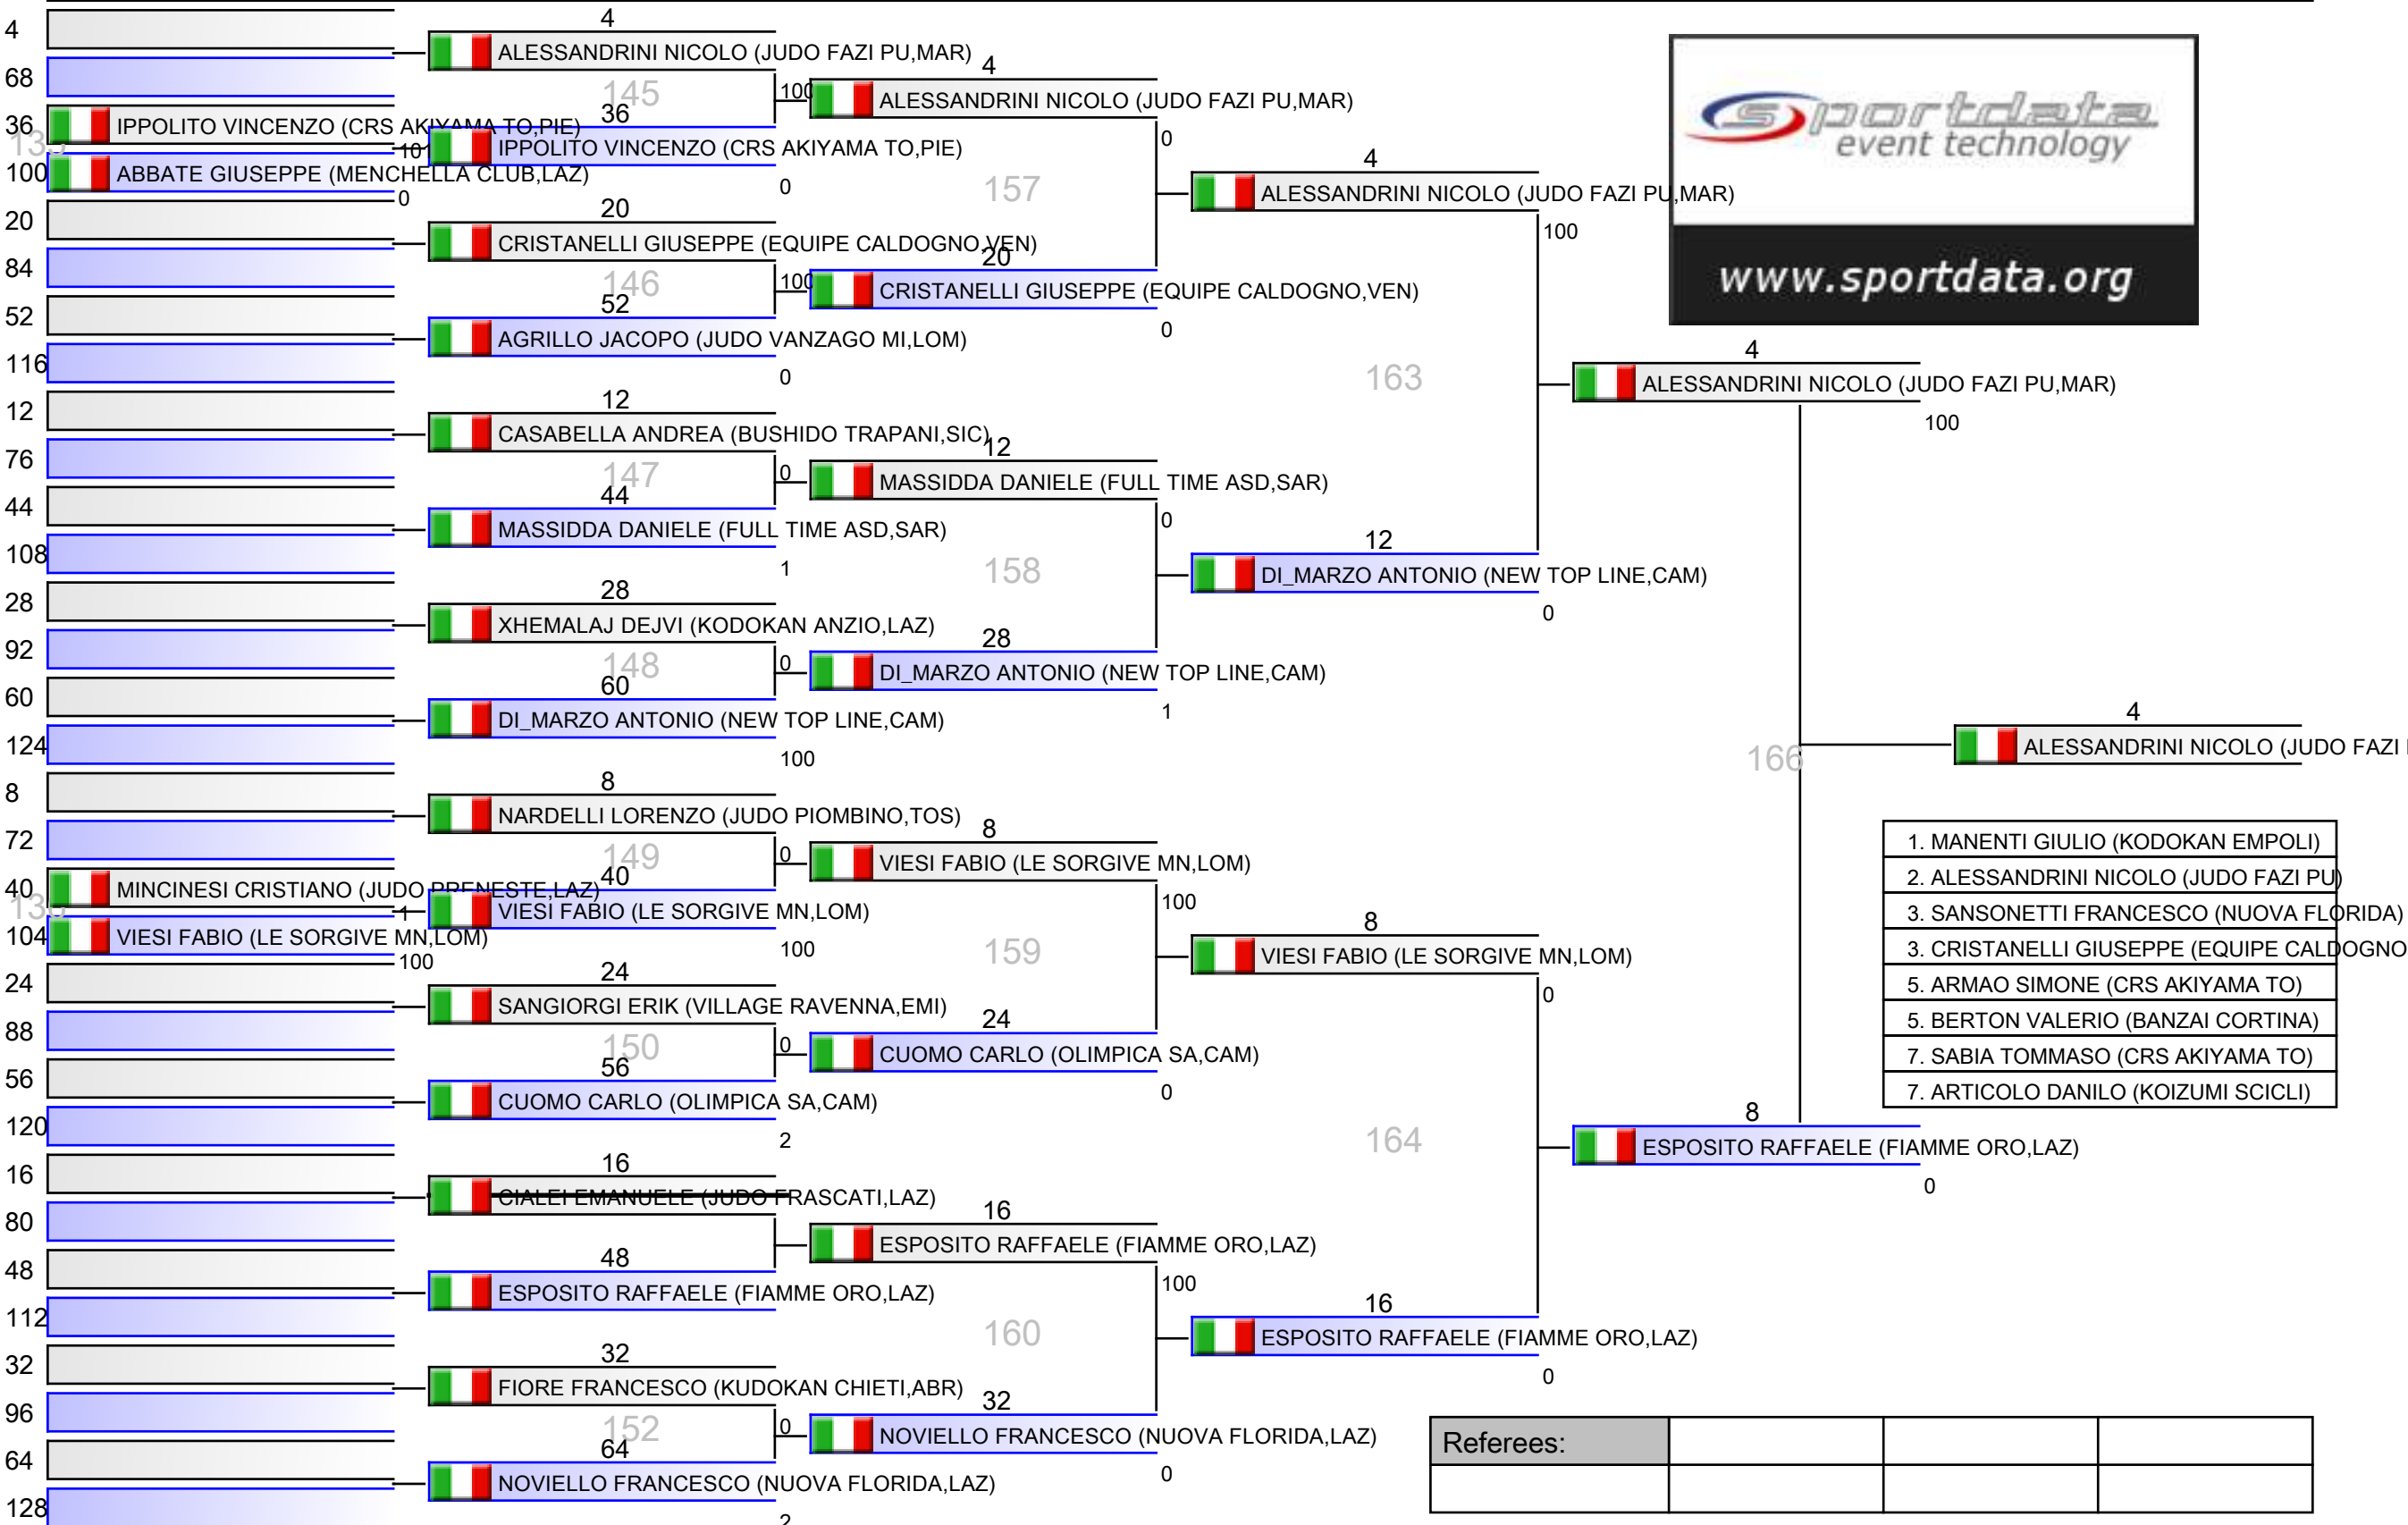 4
68
36
135
100
20
84
52
116
12
76
44
108
28
92
60
124
8
72
40
136
104
24
88
56
120
16
80
48
112
32
96
64
128
IPPOLITO VINCENZO (CRS AKIYAMA TO,PIE)
10
ABBATE GIUSEPPE (MENCHELLA CLUB,LAZ)
0
MINCINESI CRISTIANO (JUDO PRENESTE,LAZ)
1
VIESI FABIO (LE SORGIVE MN,LOM)
100
4
ALESSANDRINI NICOLO (JUDO FAZI PU,MAR)
145
100
36
IPPOLITO VINCENZO (CRS AKIYAMA TO,PIE)
0
20
CRISTANELLI GIUSEPPE (EQUIPE CALDOGNO,VEN)
146
100
52
AGRILLO JACOPO (JUDO VANZAGO MI,LOM)
0
12
CASABELLA ANDREA (BUSHIDO TRAPANI,SIC)
147
0
44
MASSIDDA DANIELE (FULL TIME ASD,SAR)
1
28
XHEMALAJ DEJVI (KODOKAN ANZIO,LAZ)
148
0
60
DI_MARZO ANTONIO (NEW TOP LINE,CAM)
100
8
NARDELLI LORENZO (JUDO PIOMBINO,TOS)
149
0
40
VIESI FABIO (LE SORGIVE MN,LOM)
100
24
SANGIORGI ERIK (VILLAGE RAVENNA,EMI)
150
0
56
CUOMO CARLO (OLIMPICA SA,CAM)
2
16
CIALEI EMANUELE (JUDO FRASCATI,LAZ)
48
ESPOSITO RAFFAELE (FIAMME ORO,LAZ)
32
FIORE FRANCESCO (KUDOKAN CHIETI,ABR)
152
0
64
NOVIELLO FRANCESCO (NUOVA FLORIDA,LAZ)
2
4
ALESSANDRINI NICOLO (JUDO FAZI PU,MAR)
0
157
20
CRISTANELLI GIUSEPPE (EQUIPE CALDOGNO,VEN)
0
12
MASSIDDA DANIELE (FULL TIME ASD,SAR)
0
158
28
DI_MARZO ANTONIO (NEW TOP LINE,CAM)
1
8
VIESI FABIO (LE SORGIVE MN,LOM)
100
159
24
CUOMO CARLO (OLIMPICA SA,CAM)
0
16
ESPOSITO RAFFAELE (FIAMME ORO,LAZ)
100
160
32
NOVIELLO FRANCESCO (NUOVA FLORIDA,LAZ)
0
4
ALESSANDRINI NICOLO (JUDO FAZI PU,MAR)
100
163
12
DI_MARZO ANTONIO (NEW TOP LINE,CAM)
0
8
VIESI FABIO (LE SORGIVE MN,LOM)
0
164
16
ESPOSITO RAFFAELE (FIAMME ORO,LAZ)
0
sportdata
event technology
www.sportdata.org
4
ALESSANDRINI NICOLO (JUDO FAZI PU,MAR)
100
166
8
ESPOSITO RAFFAELE (FIAMME ORO,LAZ)
0
4
ALESSANDRINI NICOLO (JUDO FAZI
1. MANENTI GIULIO (KODOKAN EMPOLI)
2. ALESSANDRINI NICOLO (JUDO FAZI PU)
3. SANSONETTI FRANCESCO (NUOVA FLORIDA)
3. CRISTANELLI GIUSEPPE (EQUIPE CALDOGNO
5. ARMAO SIMONE (CRS AKIYAMA TO)
5. BERTON VALERIO (BANZAI CORTINA)
7. SABIA TOMMASO (CRS AKIYAMA TO)
7. ARTICOLO DANILO (KOIZUMI SCICLI)
Referees: